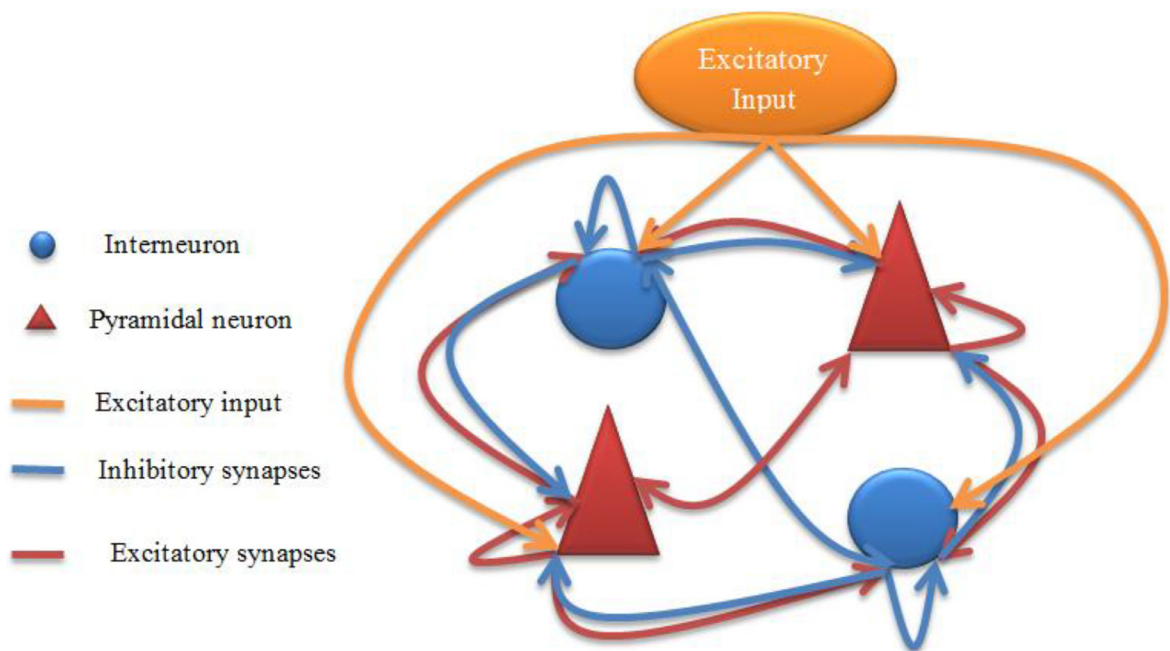 Excitatory
Input
Interneuron
Pyramidal neuron
Excitatory input
Inhibitory synapses
Excitatory synapses